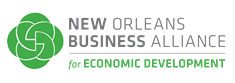 NEW ORLEANS
BUSINESS ALLIANCE
for ECONOMIC DEVELOPMENT